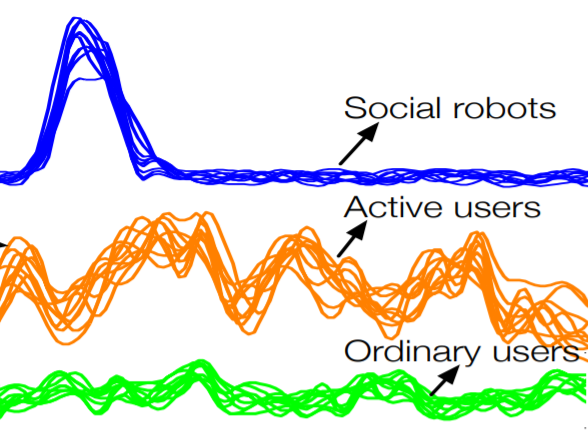 Social robots
Active users
Ordinary users